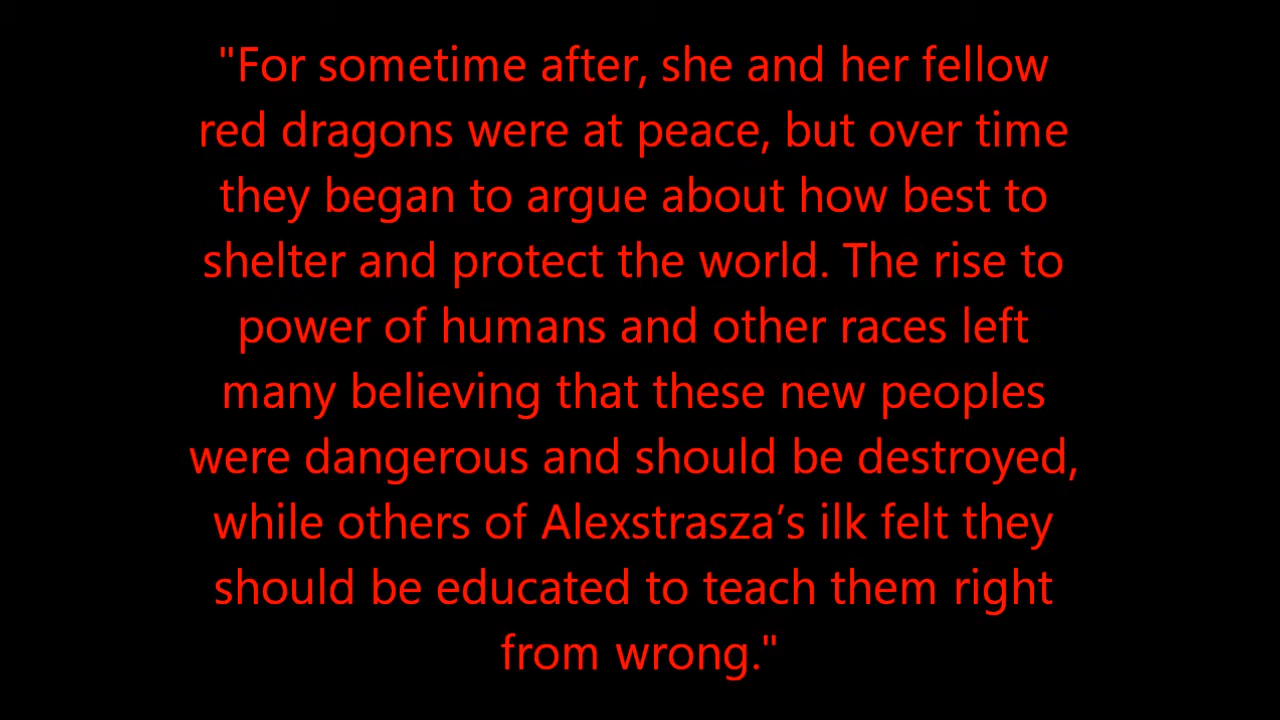 "For sometime after, she and her fellow
red dragons were at peace, but over time
they began to argue about how best to
shelter and protect the world. The rise to
power of humans and other races left
many believing that these new peoples
were dangerous and should be destroyed,
while others of Alexstrasza’s ilk felt they
should be educated to teach them right
from wrong."